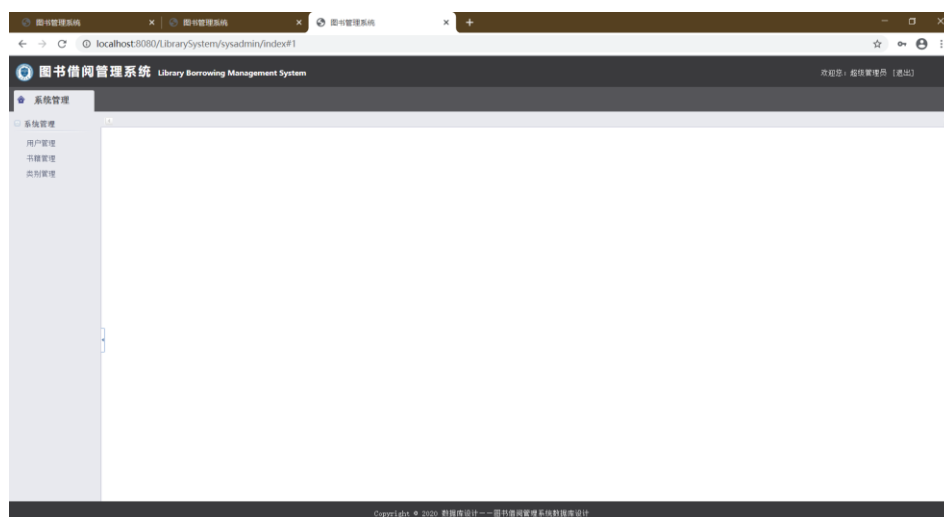 图书管理系统 图书管理系统 图书管理系统
localhost:8080/LibrarySystem/sysadmin/index#1
图书借阅管理系统 Library Borrowing Management System 欢迎您：超级管理员 [退出]
系统管理
系统管理
用户管理
书籍管理
类别管理
Copyright © 2020 数据库设计——图书借阅管理系统数据库设计